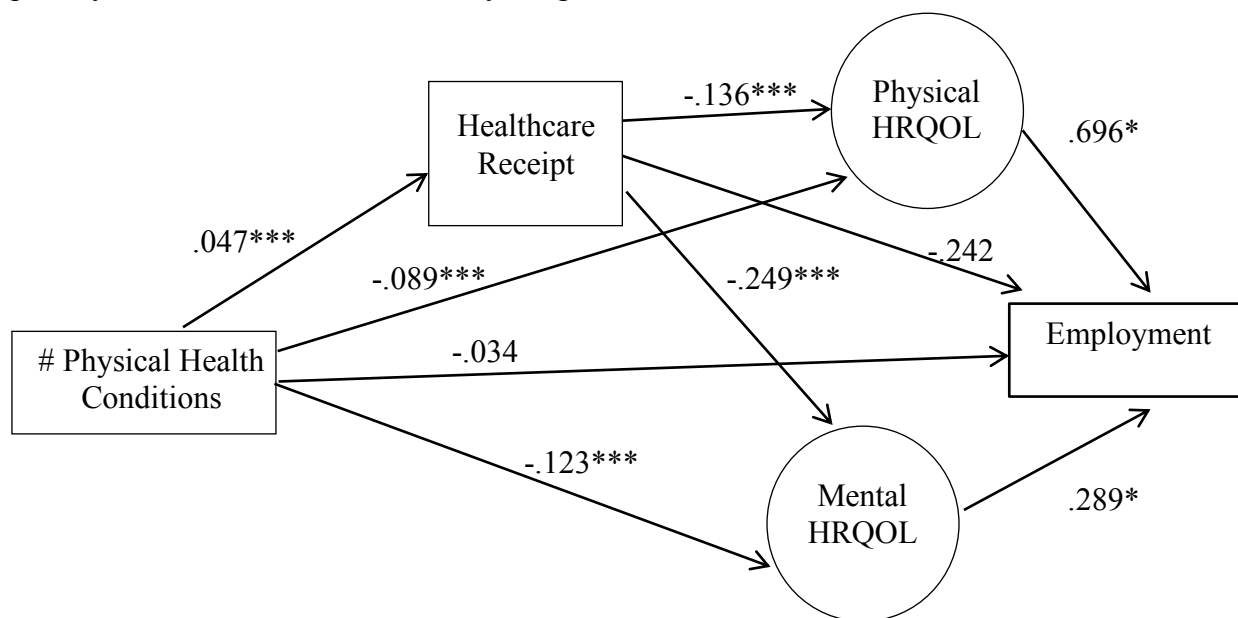 Physical
HRQOL
-.136***
Healthcare
Receipt
.696*
.047***
-.089***
-.249***
-.242
# Physical Health
Conditions
-.034
Employment
-.123***
Mental
HRQOL
.289*